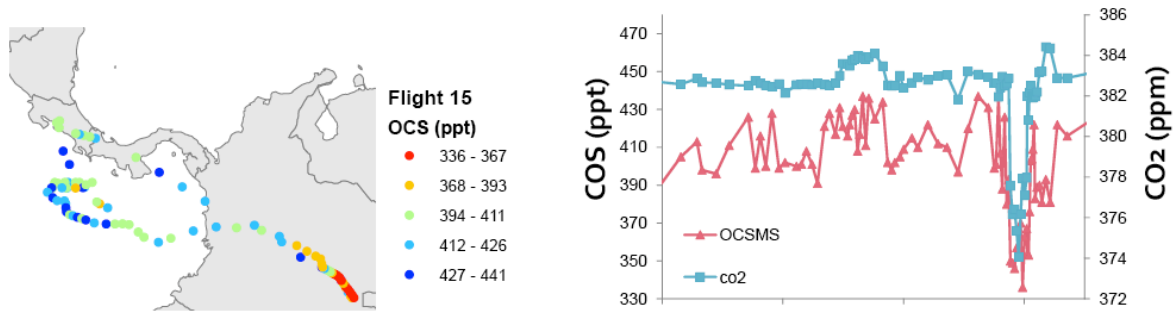 Flight 15
OCS (ppt)
336 - 367
368 - 393
394 - 411
412 - 426
427 - 441
COS (ppt)
470
450
430
410
390
370
350
330
OCSMS
co2
386
384
382
380
378
376
374
372
CO2 (ppm)